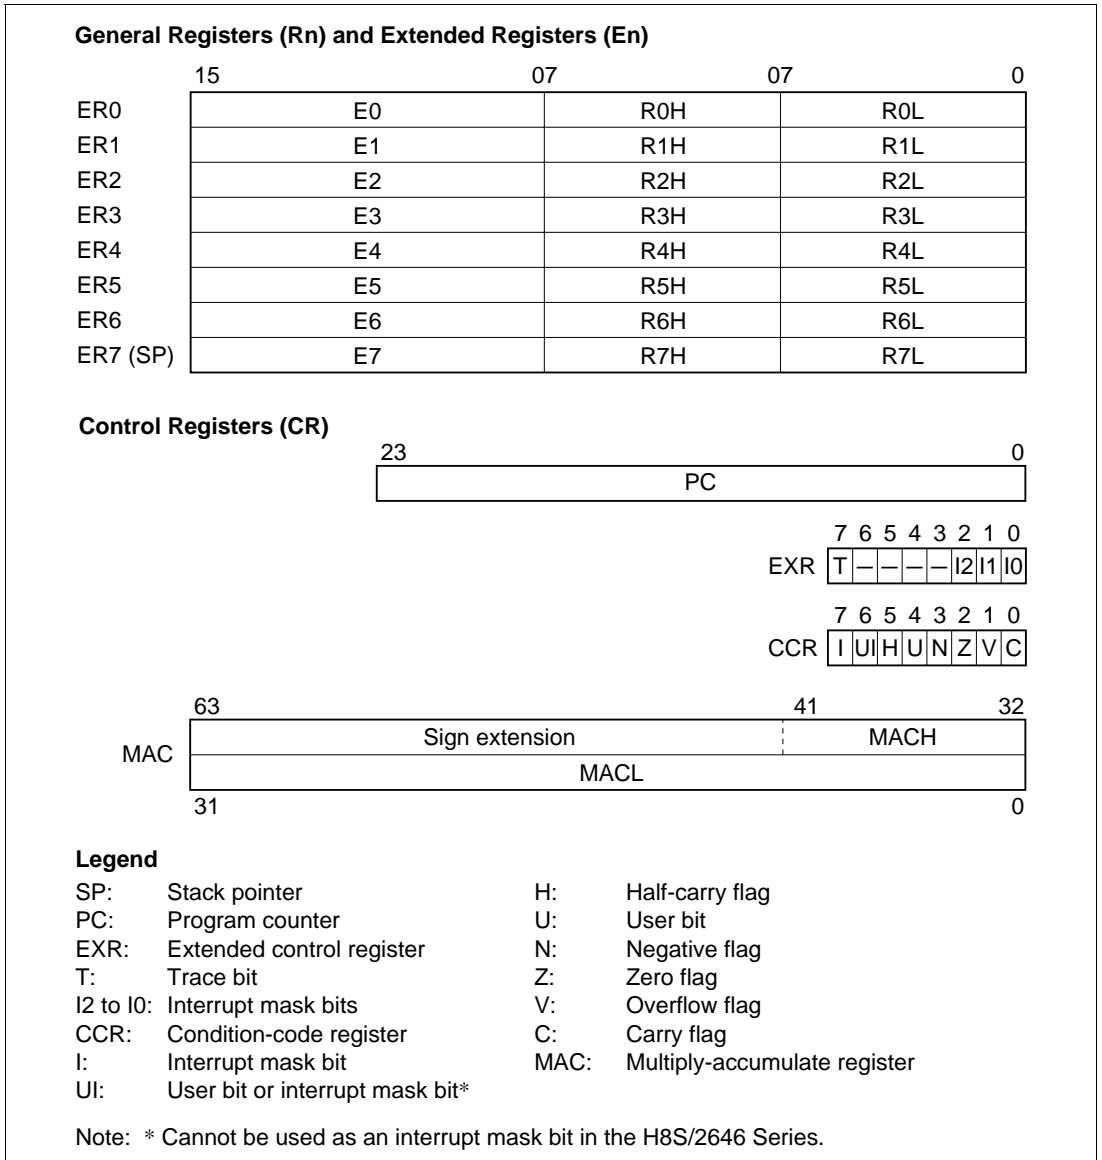 General Registers (Rn) and Extended Registers (En)
15 07 07 0
ER0 E0 R0H R0L
ER1 E1 R1H R1L
ER2 E2 R2H R2L
ER3 E3 R3H R3L
ER4 E4 R4H R4L
ER5 E5 R5H R5L
ER6 E6 R6H R6L
ER7 (SP) E7 R7H R7L
Control Registers (CR)
23 0
PC
7 6 5 4 3 2 1 0
EXR T — — — — I2 I1 I0
7 6 5 4 3 2 1 0
CCR I UI H U N Z V C
63 41 32
MAC Sign extension MACH
MACL
31 0
Legend
SP: Stack pointer H: Half-carry flag
PC: Program counter U: User bit
EXR: Extended control register N: Negative flag
T: Trace bit Z: Zero flag
I2 to I0: Interrupt mask bits V: Overflow flag
CCR: Condition-code register C: Carry flag
I: Interrupt mask bit MAC: Multiply-accumulate register
UI: User bit or interrupt mask bit*
Note: * Cannot be used as an interrupt mask bit in the H8S/2646 Series.